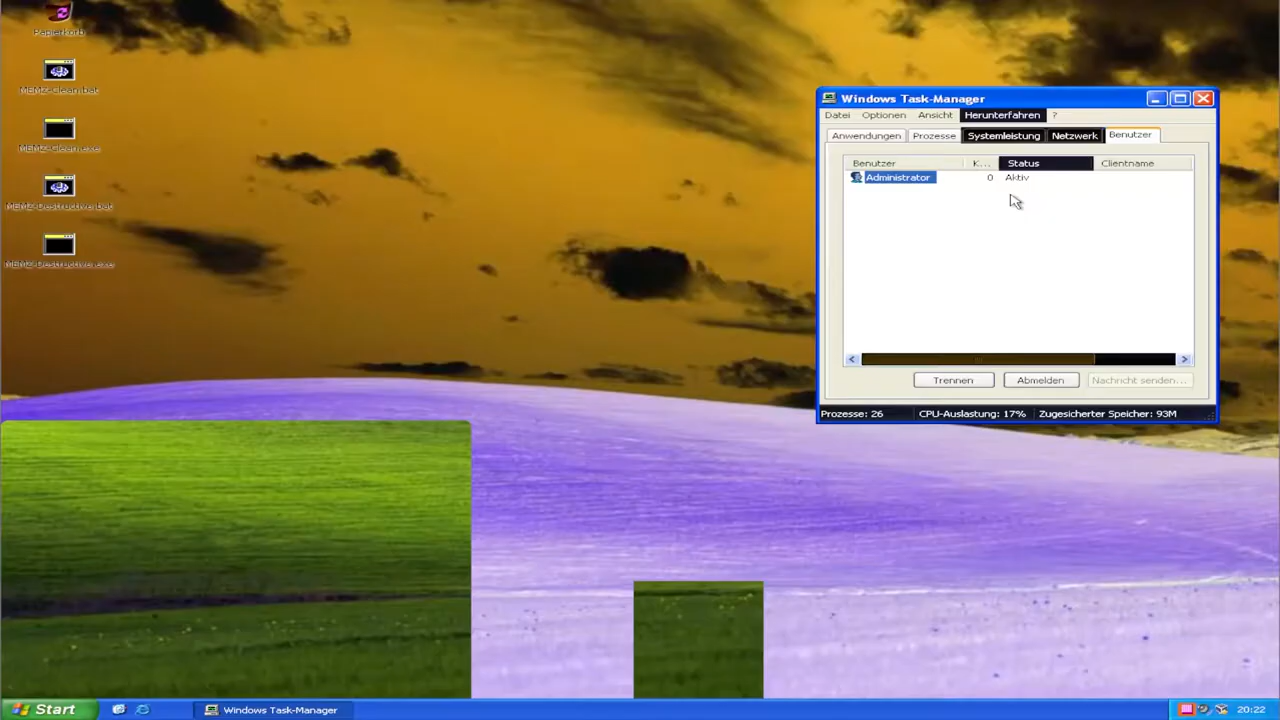 Papierkorb
MEMZ-Clean.bat
MEMZ-Clean.exe
MEMZ-Destructive.bat
MEMZ-Destructive.exe
Windows Task-Manager
Datei Optionen Ansicht Herunterfahren ?
Anwendungen Prozesse Systemleistung Netzwerk Benutzer
Benutzer K... Status Clientname
Administrator 0 Aktiv
Trennen Abmelden Nachricht senden...
Prozesse: 26 CPU-Auslastung: 17% Zugesicherter Speicher: 93M
Start Windows Task-Manager 20:22